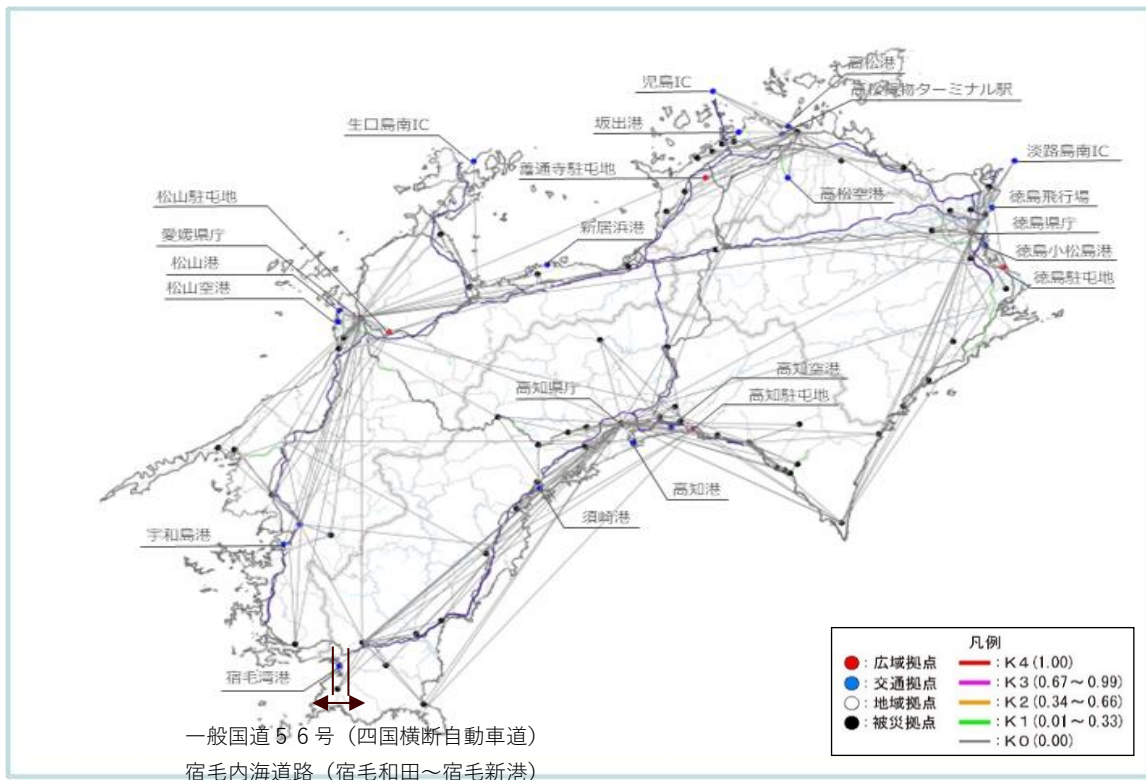 児島IC
高松港
高松貨物ターミナル駅
坂出港
生口島南IC
淡路島南IC
善通寺駐屯地
高松空港
松山駐屯地
徳島飛行場
愛媛県庁
新居浜港
徳島県庁
松山港
徳島小松島港
松山空港
徳島駐屯地
高知空港
高知県庁
高知駐屯地
高知港
須崎港
宇和島港
宿毛湾港
凡例
:広域拠点
:K4(1.00)
:交通拠点
:K3(0.67～0.99)
:地域拠点
:K2(0.34～0.66)
:被災拠点
:K1(0.01～0.33)
:K0(0.00)
一般国道５６号（四国横断自動車道）
宿毛内海道路（宿毛和田～宿毛新港）